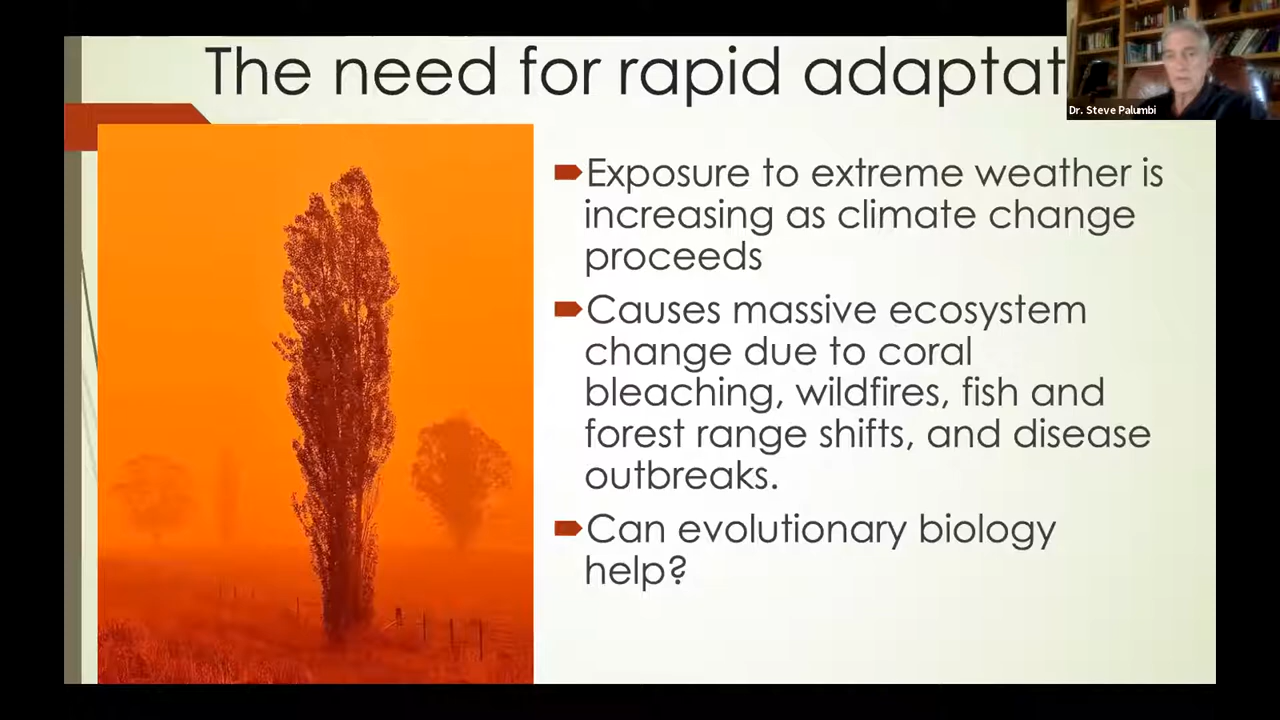 The need for rapid adaptat
Dr. Steve Palumbi
Exposure to extreme weather is
increasing as climate change
proceeds
Causes massive ecosystem
change due to coral
bleaching, wildfires, fish and
forest range shifts, and disease
outbreaks.
Can evolutionary biology
help?